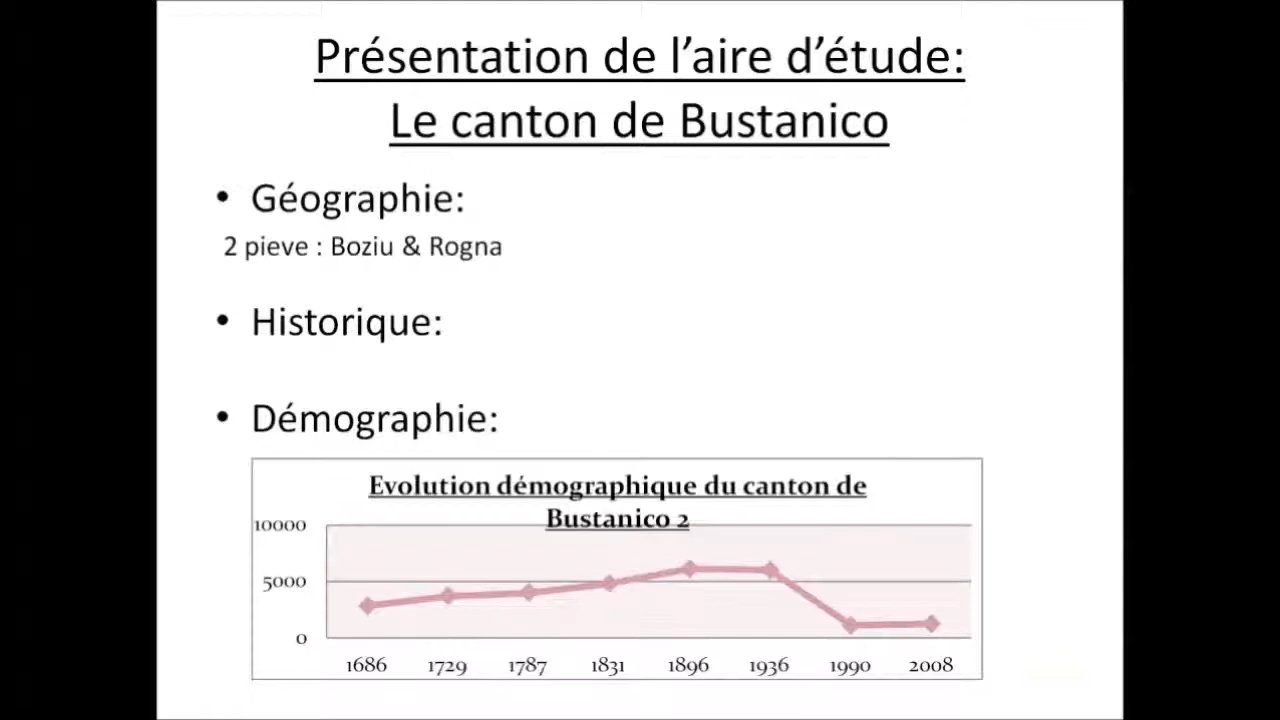 Présentation de l’aire d’étude:
Le canton de Bustanico
• Géographie:
2 pieve : Boziu & Rogna
• Historique:
• Démographie:
Evolution démographique du canton de
Bustanico 2
10000
5000
0
1686 1729 1787 1831 1896 1936 1990 2008